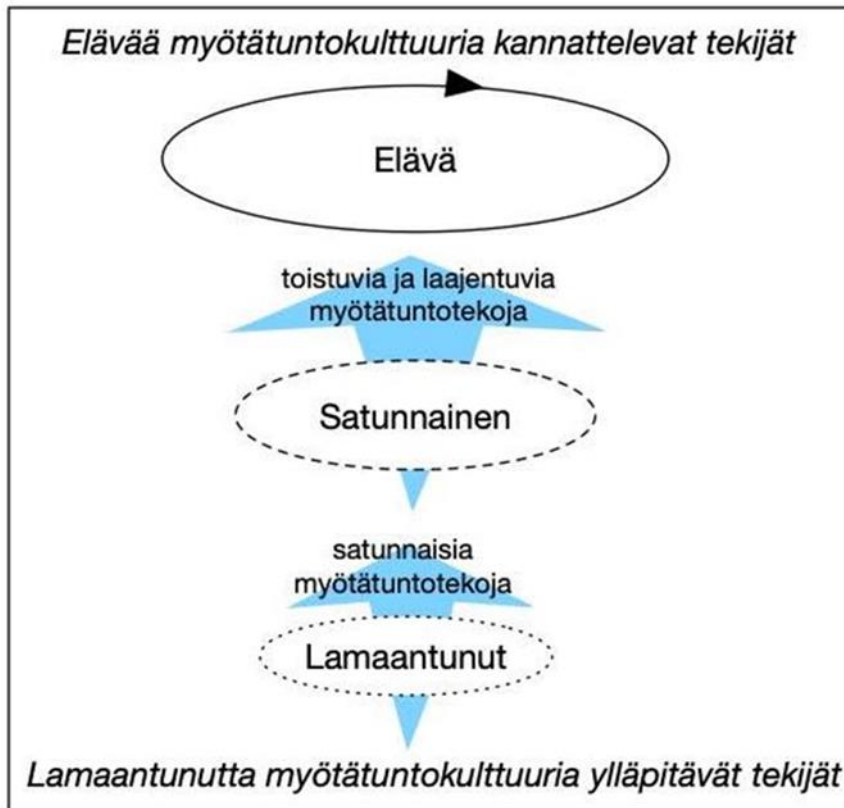 Elävää myötätuntokulttuuria kannattelevat tekijät
Elävä
toistuvia ja laajentuvia
myötätuntotekoja
Satunnainen
satunnaisia
myötätuntotekoja
Lamaantunut
Lamaantunutta myötätuntokulttuuria ylläpitävät tekijät